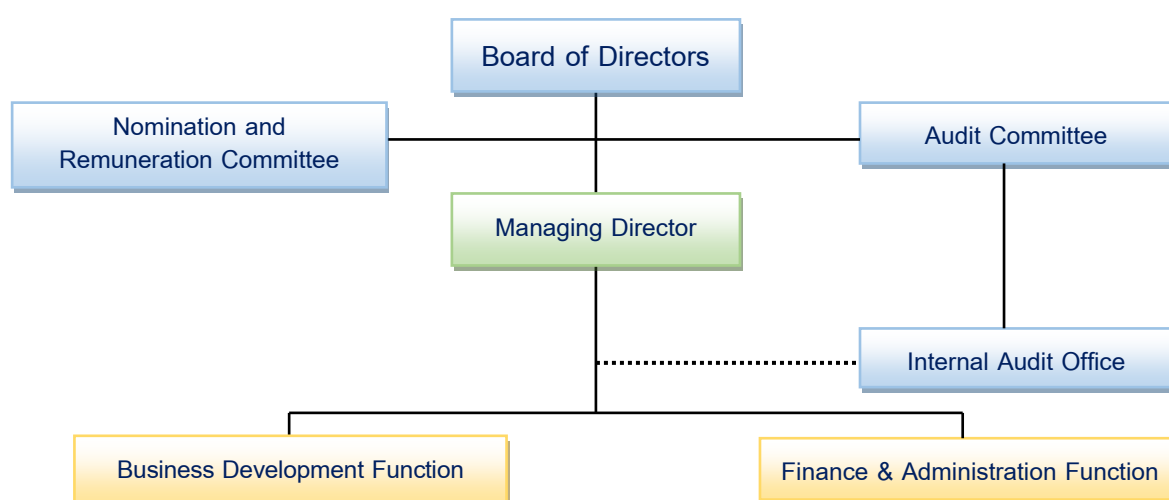 Board of Directors
Nomination and
Remuneration Committee
Audit Committee
Managing Director
Internal Audit Office
Business Development Function
Finance & Administration Function